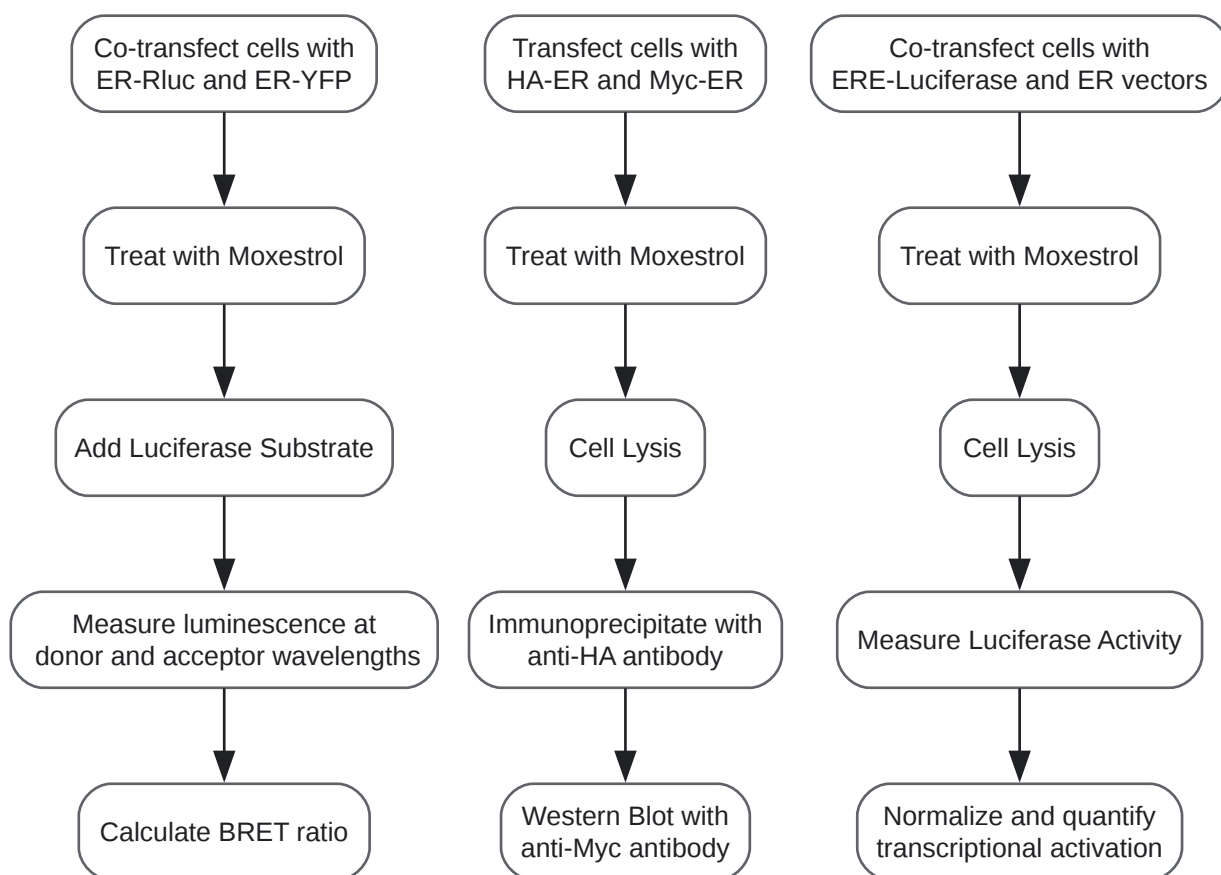 Co-transfect cells with
ER-Rluc and ER-YFP
Treat with Moxestrol
Add Luciferase Substrate
Measure luminescence at
donor and acceptor wavelengths
Calculate BRET ratio
Transfect cells with
HA-ER and Myc-ER
Treat with Moxestrol
Cell Lysis
Immunoprecipitate with
anti-HA antibody
Western Blot with
anti-Myc antibody
Co-transfect cells with
ERE-Luciferase and ER vectors
Treat with Moxestrol
Cell Lysis
Measure Luciferase Activity
Normalize and quantify
transcriptional activation